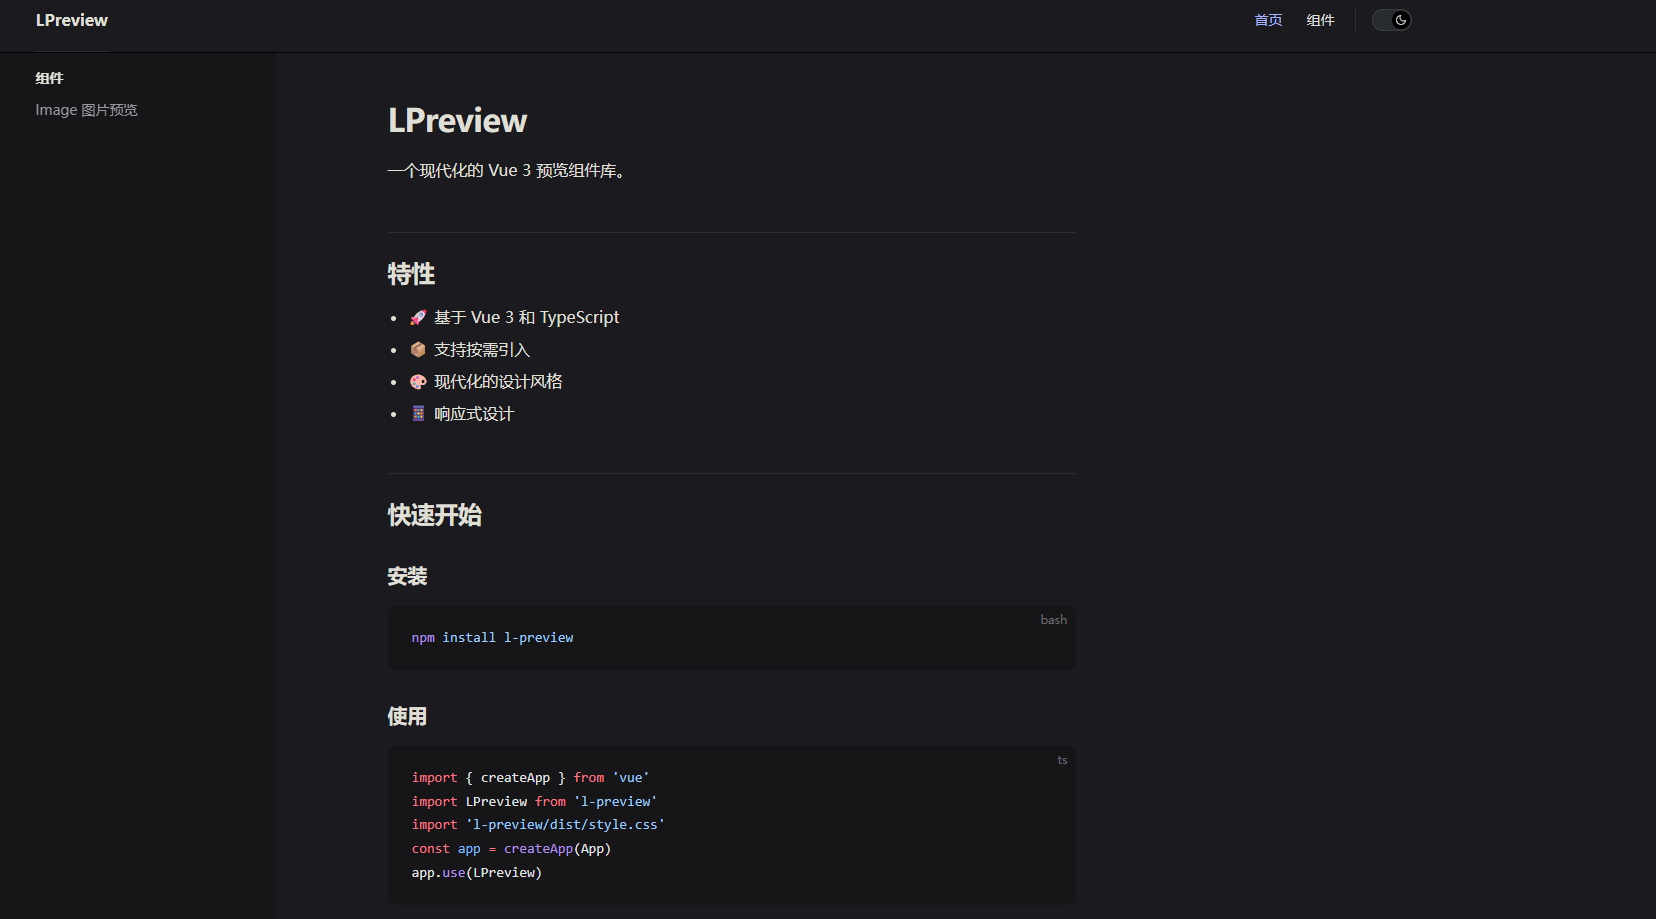 LPreview
首页 组件
组件
Image 图片预览
LPreview
一个现代化的 Vue 3 预览组件库。
特性
• 🚀 基于 Vue 3 和 TypeScript
• 📦 支持按需引入
• 🎨 现代化的设计风格
• 📱 响应式设计
快速开始
安装
bash
npm install l-preview
使用
ts
import { createApp } from 'vue'
import LPreview from 'l-preview'
import 'l-preview/dist/style.css'
const app = createApp(App)
app.use(LPreview)